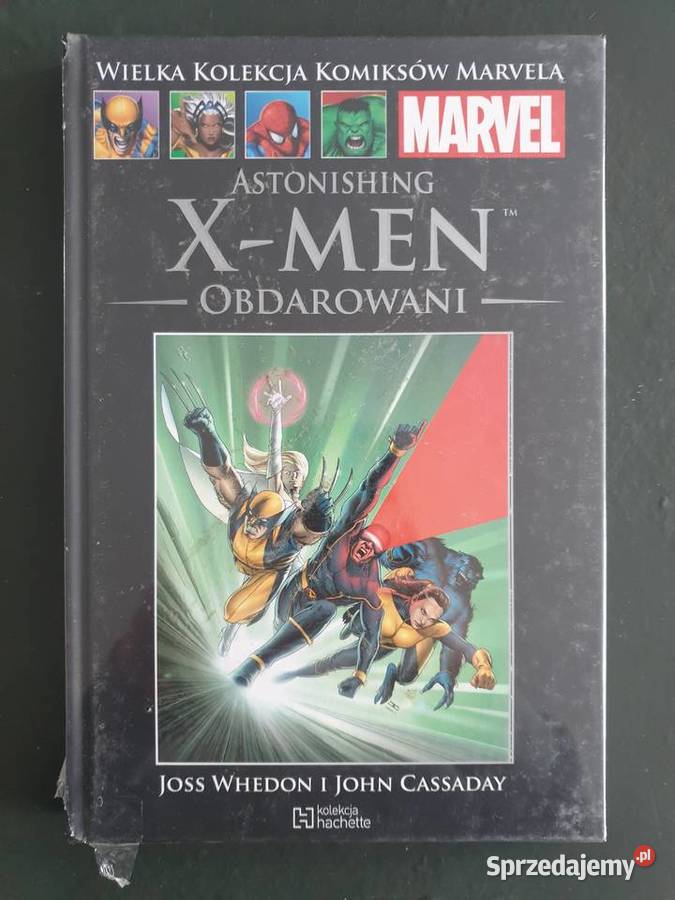 WIELKA KOLEKCJA KOMIKSÓW MARVELA
MARVEL
ASTONISHING
X-MEN™
OBDAROWANI
JOSS WHEDON I JOHN CASSADAY
H kolekcja
hachette
Sprzedajemy.pl